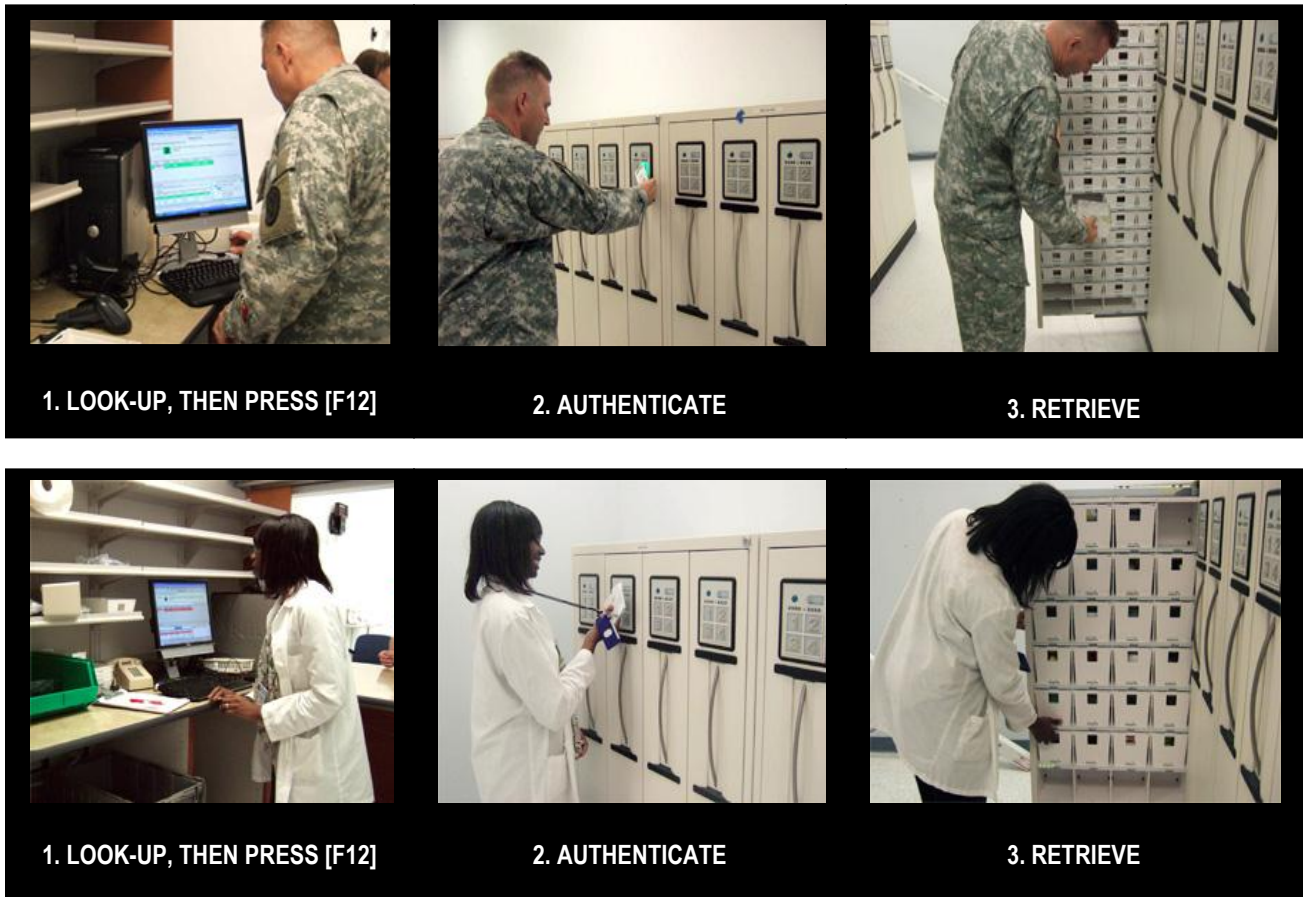 1. LOOK-UP, THEN PRESS [F12]
2. AUTHENTICATE
3. RETRIEVE
1. LOOK-UP, THEN PRESS [F12]
2. AUTHENTICATE
3. RETRIEVE